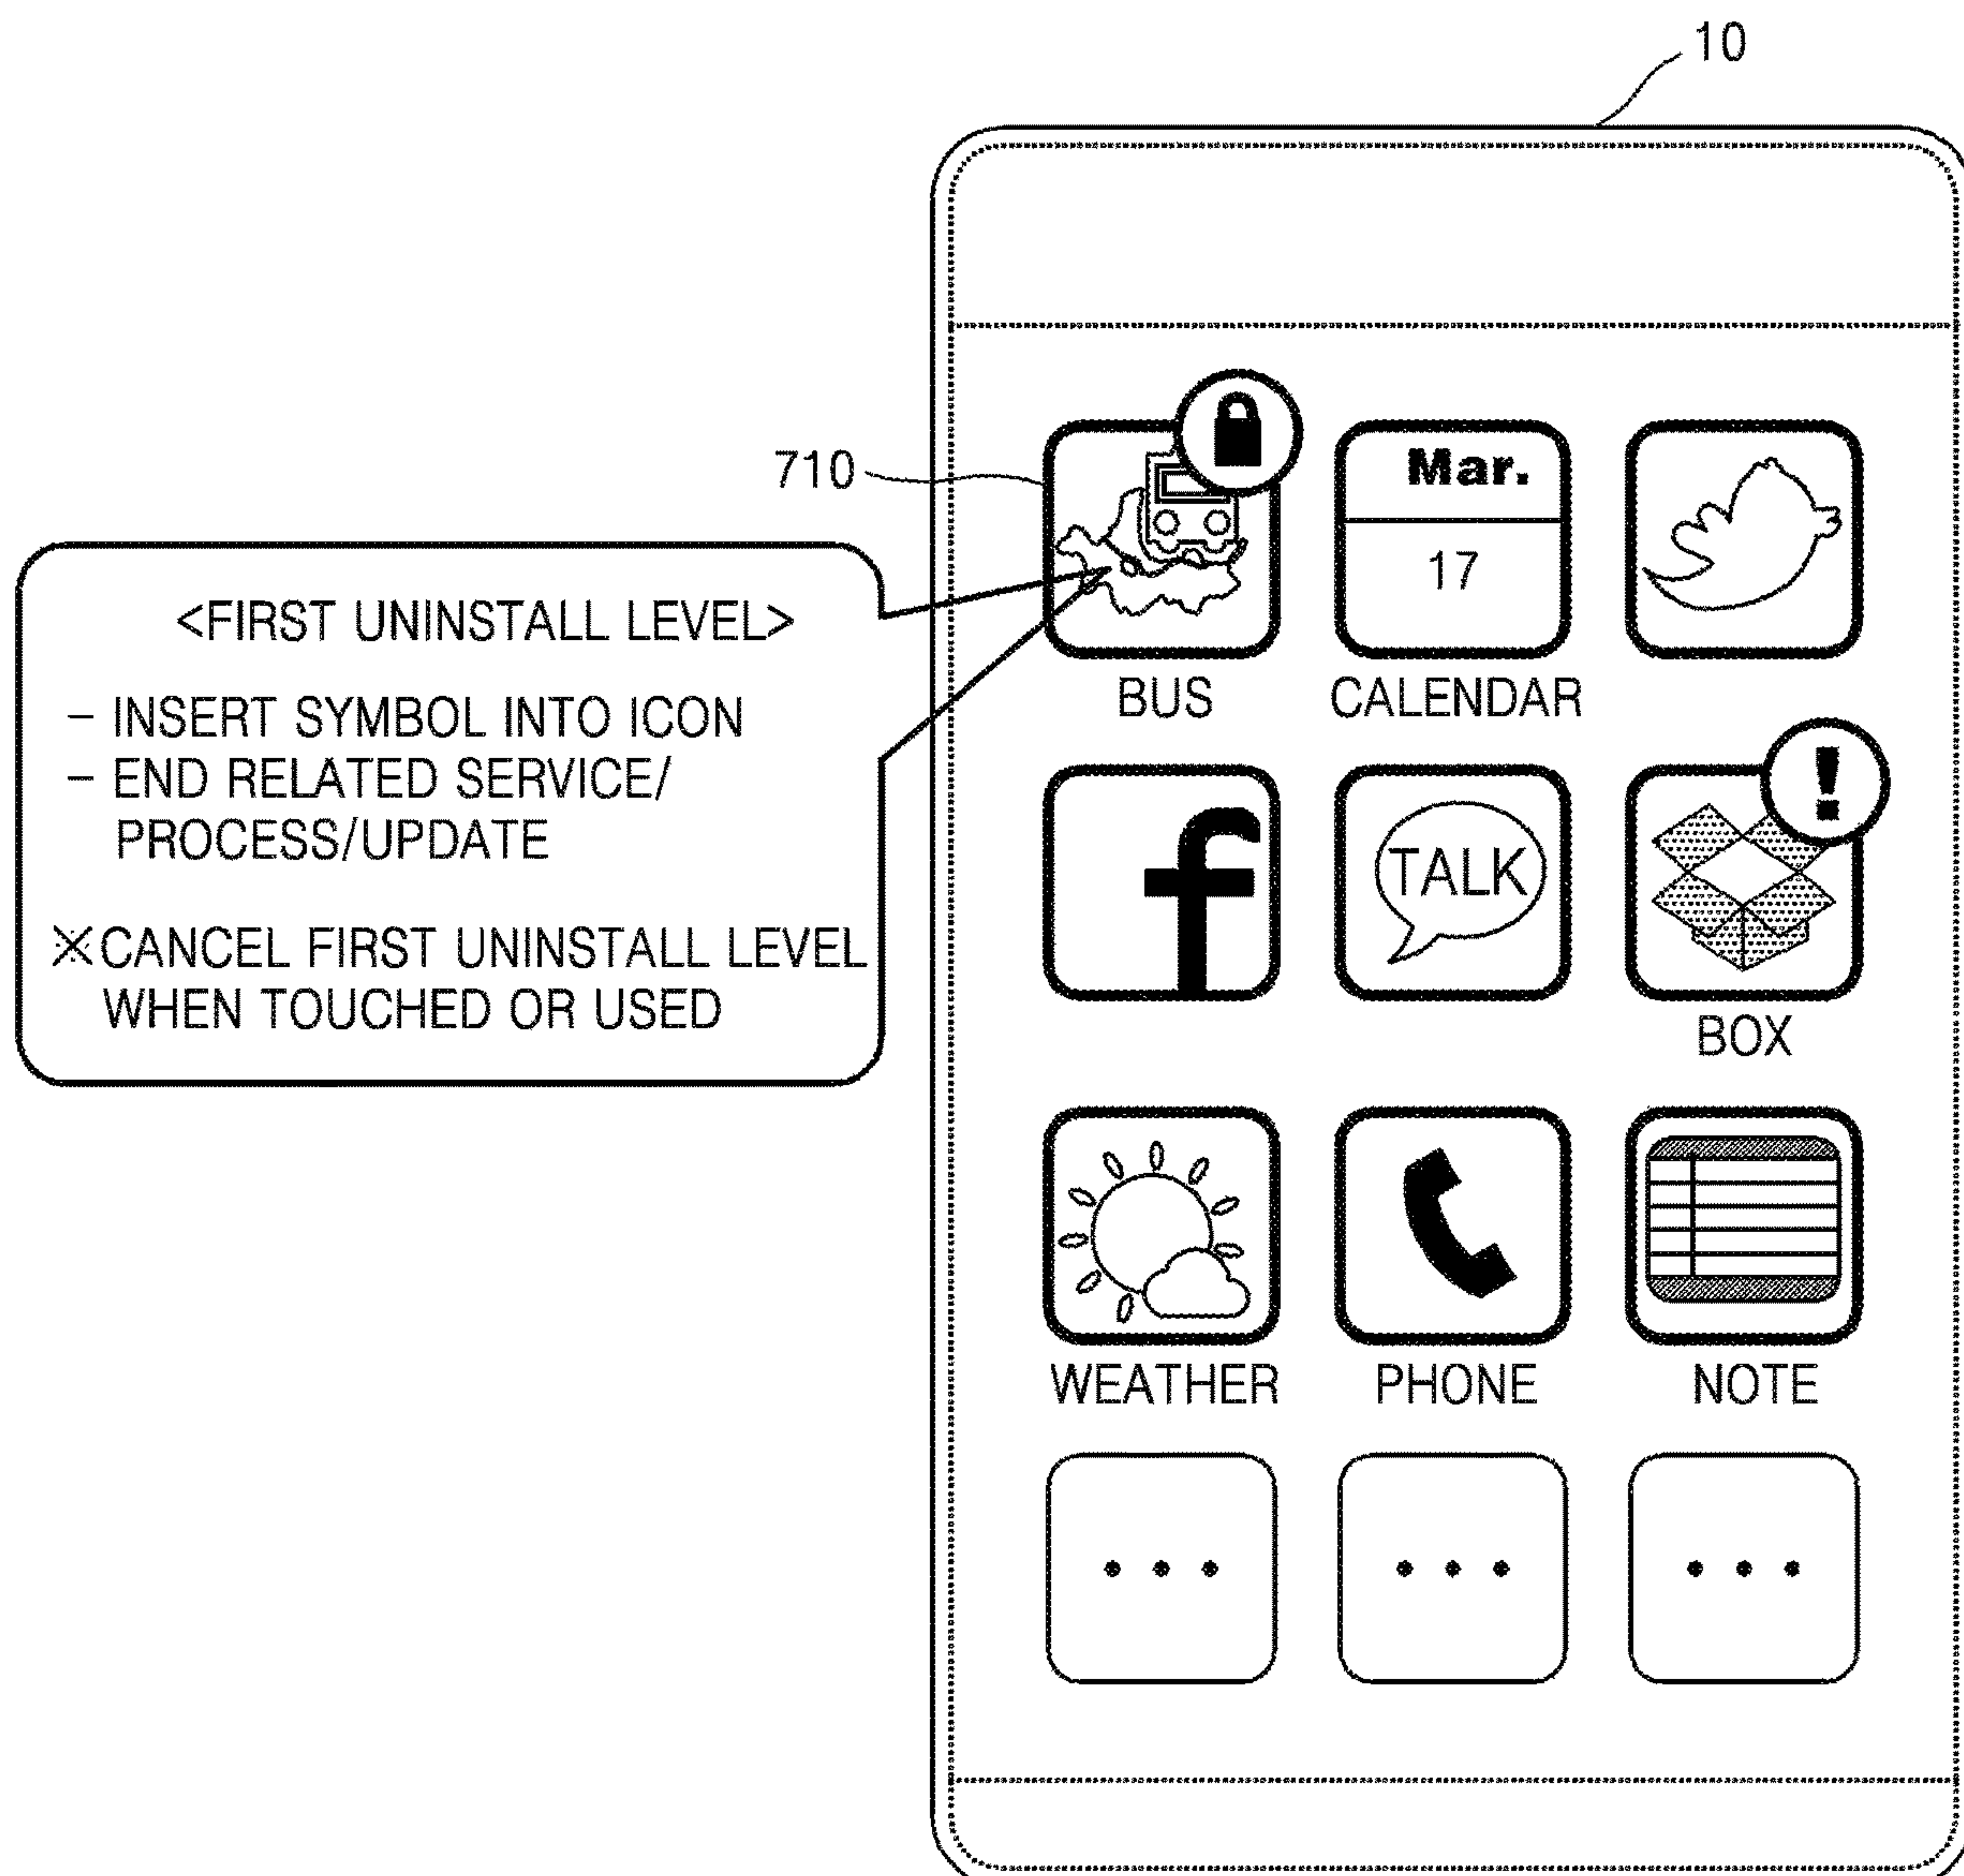 10
710
<FIRST UNINSTALL LEVEL>
– INSERT SYMBOL INTO ICON
– END RELATED SERVICE/
PROCESS/UPDATE
※CANCEL FIRST UNINSTALL LEVEL
WHEN TOUCHED OR USED
Mar.
17
BUS
CALENDAR
f
TALK
!
BOX
WEATHER
PHONE
NOTE
• • •
• • •
• • •